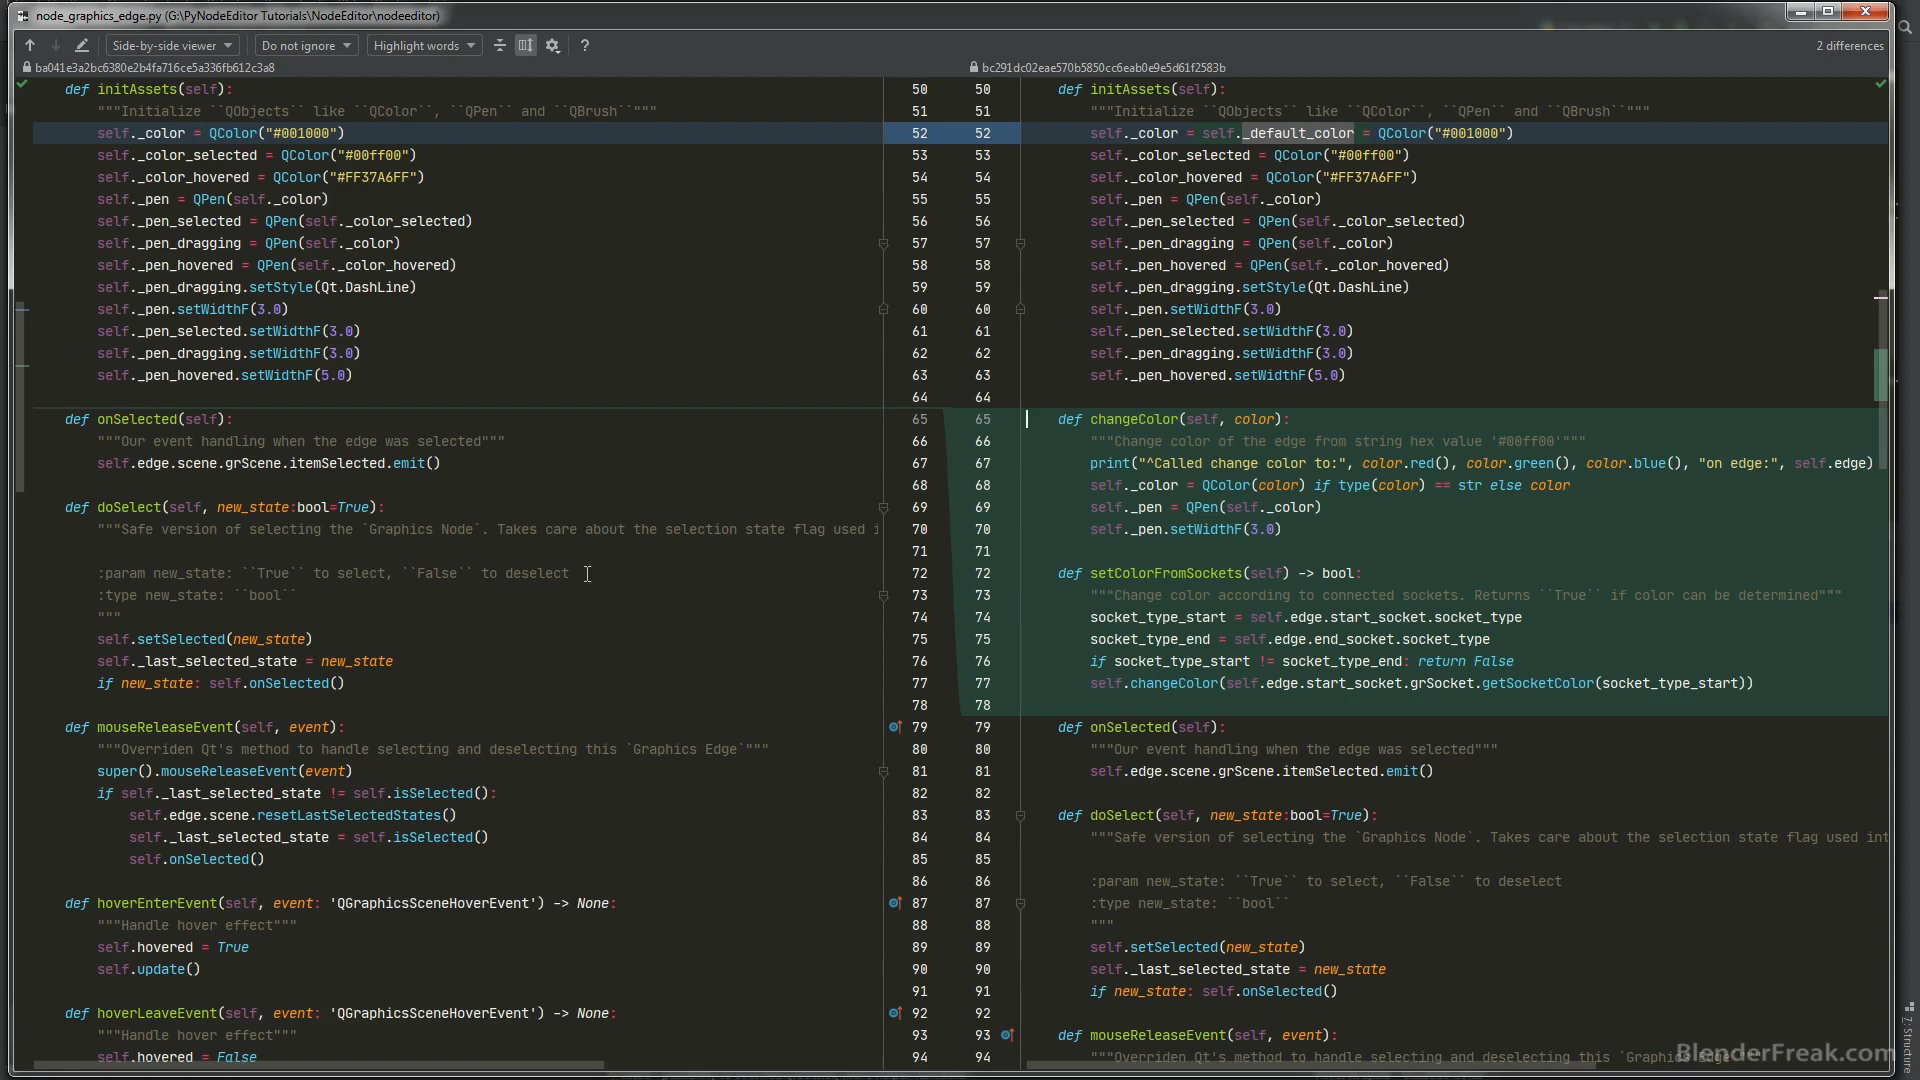 node_graphics_edge.py (G:\PyNodeEditor Tutorials\NodeEditor\nodeeditor)
Side-by-side viewer Do not ignore Highlight words ? 2 differences
ba041e3a2bc6380e2b4fa716ce5a336fb612c3a8
def initAssets(self):
"""Initialize ``QObjects`` like ``QColor``, ``QPen`` and ``QBrush``"""
self._color = QColor("#001000")
self._color_selected = QColor("#00ff00")
self._color_hovered = QColor("#FF37A6FF")
self._pen = QPen(self._color)
self._pen_selected = QPen(self._color_selected)
self._pen_dragging = QPen(self._color)
self._pen_hovered = QPen(self._color_hovered)
self._pen_dragging.setStyle(Qt.DashLine)
self._pen.setWidthF(3.0)
self._pen_selected.setWidthF(3.0)
self._pen_dragging.setWidthF(3.0)
self._pen_hovered.setWidthF(5.0)
def onSelected(self):
"""Our event handling when the edge was selected"""
self.edge.scene.grScene.itemSelected.emit()
def doSelect(self, new_state:bool=True):
"""Safe version of selecting the `Graphics Node`. Takes care about the selection state flag used i
:param new_state: ``True`` to select, ``False`` to deselect
:type new_state: ``bool``
"""
self.setSelected(new_state)
self._last_selected_state = new_state
if new_state: self.onSelected()
def mouseReleaseEvent(self, event):
"""Overriden Qt's method to handle selecting and deselecting this `Graphics Edge`"""
super().mouseReleaseEvent(event)
if self._last_selected_state != self.isSelected():
self.edge.scene.resetLastSelectedStates()
self._last_selected_state = self.isSelected()
self.onSelected()
def hoverEnterEvent(self, event: 'QGraphicsSceneHoverEvent') -> None:
"""Handle hover effect"""
self.hovered = True
self.update()
def hoverLeaveEvent(self, event: 'QGraphicsSceneHoverEvent') -> None:
"""Handle hover effect"""
self.hovered = False
bc291dc02eae570b5850cc6eab0e9e5d61f2583b
50 50 def initAssets(self):
51 51 """Initialize ``QObjects`` like ``QColor``, ``QPen`` and ``QBrush``"""
52 52 self._color = self._default_color = QColor("#001000")
53 53 self._color_selected = QColor("#00ff00")
54 54 self._color_hovered = QColor("#FF37A6FF")
55 55 self._pen = QPen(self._color)
56 56 self._pen_selected = QPen(self._color_selected)
57 57 self._pen_dragging = QPen(self._color)
58 58 self._pen_hovered = QPen(self._color_hovered)
59 59 self._pen_dragging.setStyle(Qt.DashLine)
60 60 self._pen.setWidthF(3.0)
61 61 self._pen_selected.setWidthF(3.0)
62 62 self._pen_dragging.setWidthF(3.0)
63 63 self._pen_hovered.setWidthF(5.0)
64 64
65 65 def changeColor(self, color):
66 66 """Change color of the edge from string hex value '#00ff00'"""
67 67 print("^Called change color to:", color.red(), color.green(), color.blue(), "on edge:", self.edge)
68 68 self._color = QColor(color) if type(color) == str else color
69 69 self._pen = QPen(self._color)
70 70 self._pen.setWidthF(3.0)
71 71
72 72 def setColorFromSockets(self) -> bool:
73 73 """Change color according to connected sockets. Returns ``True`` if color can be determined"""
74 74 socket_type_start = self.edge.start_socket.socket_type
75 75 socket_type_end = self.edge.end_socket.socket_type
76 76 if socket_type_start != socket_type_end: return False
77 77 self.changeColor(self.edge.start_socket.grSocket.getSocketColor(socket_type_start))
78 78
79 79 def onSelected(self):
80 80 """Our event handling when the edge was selected"""
81 81 self.edge.scene.grScene.itemSelected.emit()
82 82
83 83 def doSelect(self, new_state:bool=True):
84 84 """Safe version of selecting the `Graphics Node`. Takes care about the selection state flag used int
85 85
86 86 :param new_state: ``True`` to select, ``False`` to deselect
87 87 :type new_state: ``bool``
88 88 """
89 89 self.setSelected(new_state)
90 90 self._last_selected_state = new_state
91 91 if new_state: self.onSelected()
92 92
93 93 def mouseReleaseEvent(self, event):
94 94 """Overriden Qt's method to handle selecting and deselecting this `Graphics Edge`"""
7: Structure
BlenderFreak.com